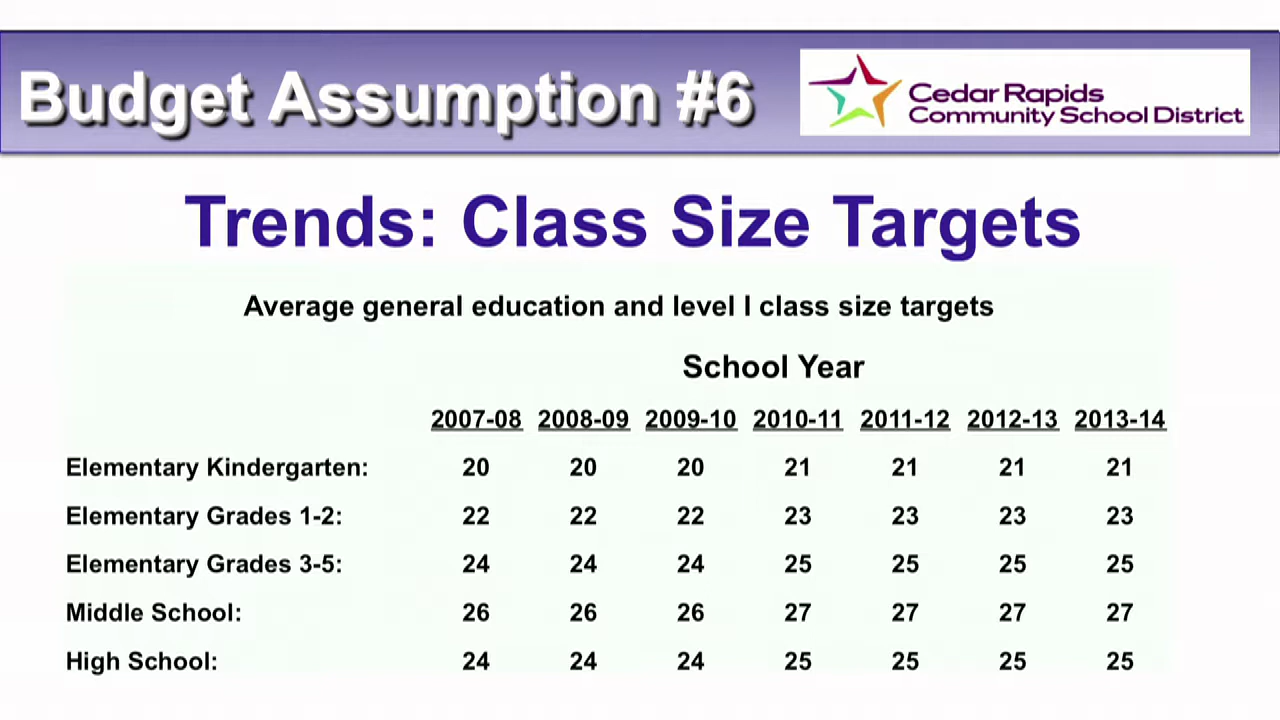 Budget Assumption #6
Cedar Rapids
Community School District
Trends: Class Size Targets
Average general education and level I class size targets
School Year
2007-08 2008-09 2009-10 2010-11 2011-12 2012-13 2013-14
Elementary Kindergarten: 20 20 20 21 21 21 21
Elementary Grades 1-2: 22 22 22 23 23 23 23
Elementary Grades 3-5: 24 24 24 25 25 25 25
Middle School: 26 26 26 27 27 27 27
High School: 24 24 24 25 25 25 25